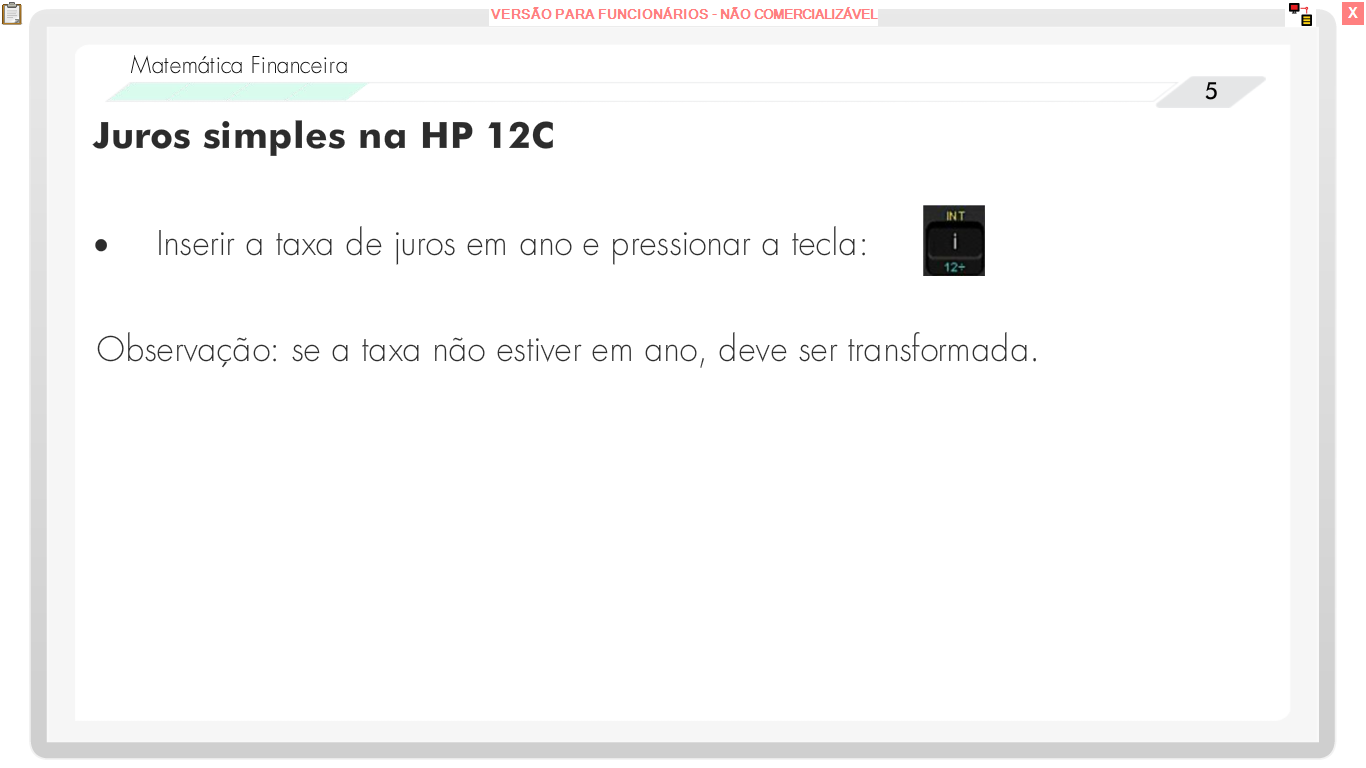 VERSÃO PARA FUNCIONÁRIOS - NÃO COMERCIALIZÁVEL
X
Matemática Financeira
5
Juros simples na HP 12C
• Inserir a taxa de juros em ano e pressionar a tecla:
INT
i
12÷
Observação: se a taxa não estiver em ano, deve ser transformada.